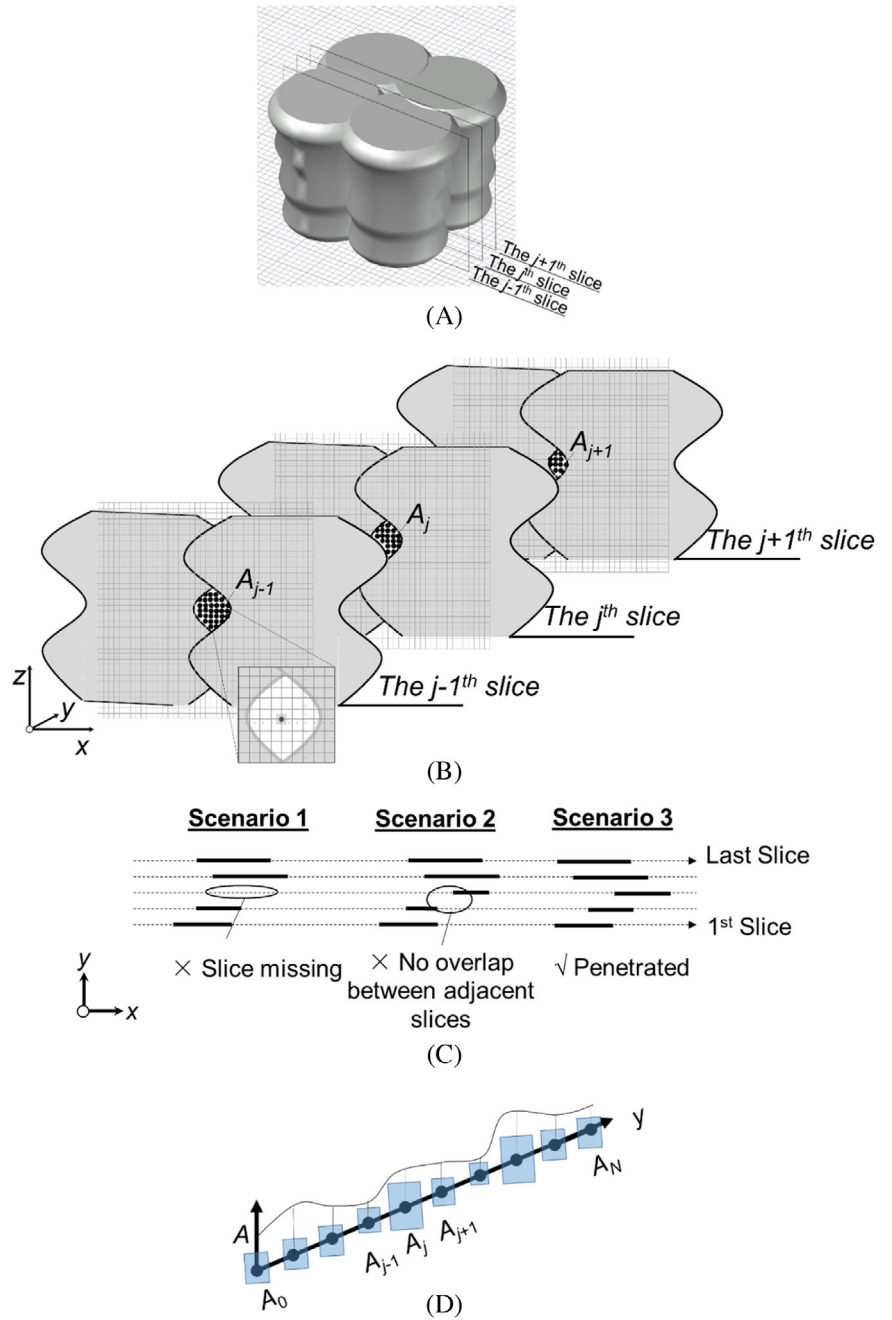 The j+1th slice
The jth slice
The j-1th slice
(A)
Aj+1
Aj
The j+1th slice
Aj-1
The jth slice
The j-1th slice
z
y
x
(B)
Scenario 1 Scenario 2 Scenario 3
Last Slice
1st Slice
× Slice missing
× No overlap
between adjacent
slices
√ Penetrated
y
x
(C)
y
A
AN
Aj-1 Aj Aj+1
A0
(D)